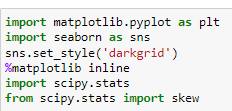 import matplotlib.pyplot as plt
import seaborn as sns
sns.set_style('darkgrid')
%matplotlib inline
import scipy.stats
from scipy.stats import skew